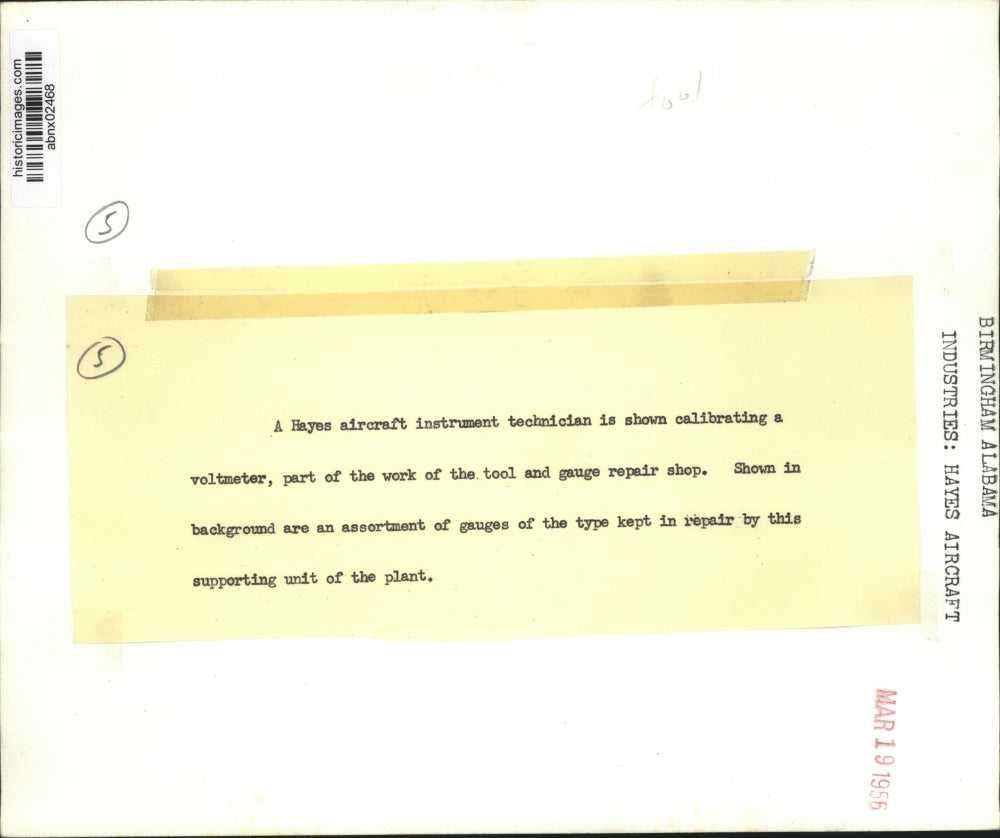 historicimages.com
abnx02468
tool
5
5
A Hayes aircraft instrument technician is shown calibrating a
voltmeter, part of the work of the tool and gauge repair shop. Shown in
background are an assortment of gauges of the type kept in repair by this
supporting unit of the plant.
BIRMINGHAM ALABAMA
INDUSTRIES: HAYES AIRCRAFT
MAR 19 1956